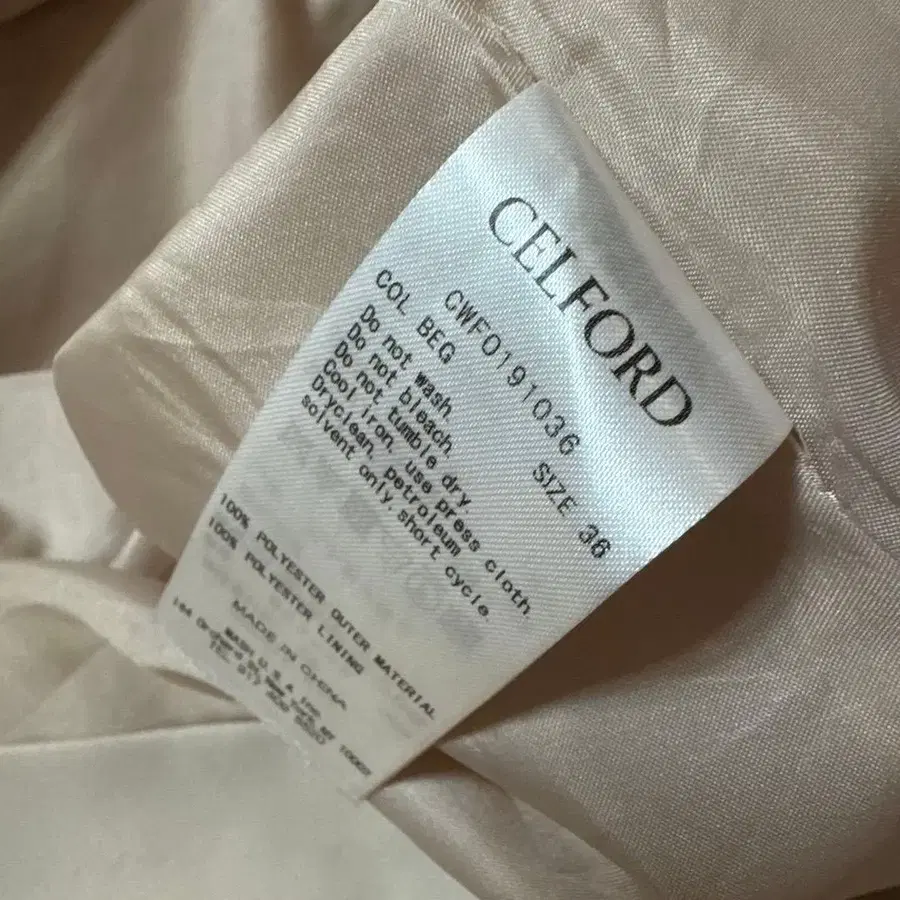 CELFORD
CWF0191036 SIZE 36
COL BEG
Do not wash.
Do not bleach.
Do not tumble dry.
Cool iron, use press cloth.
Dryclean, petroleum
solvent only, short cycle
100% POLYESTER OUTER MATERIAL
100% POLYESTER LINING
MADE IN CHINA
MASH U.S.A